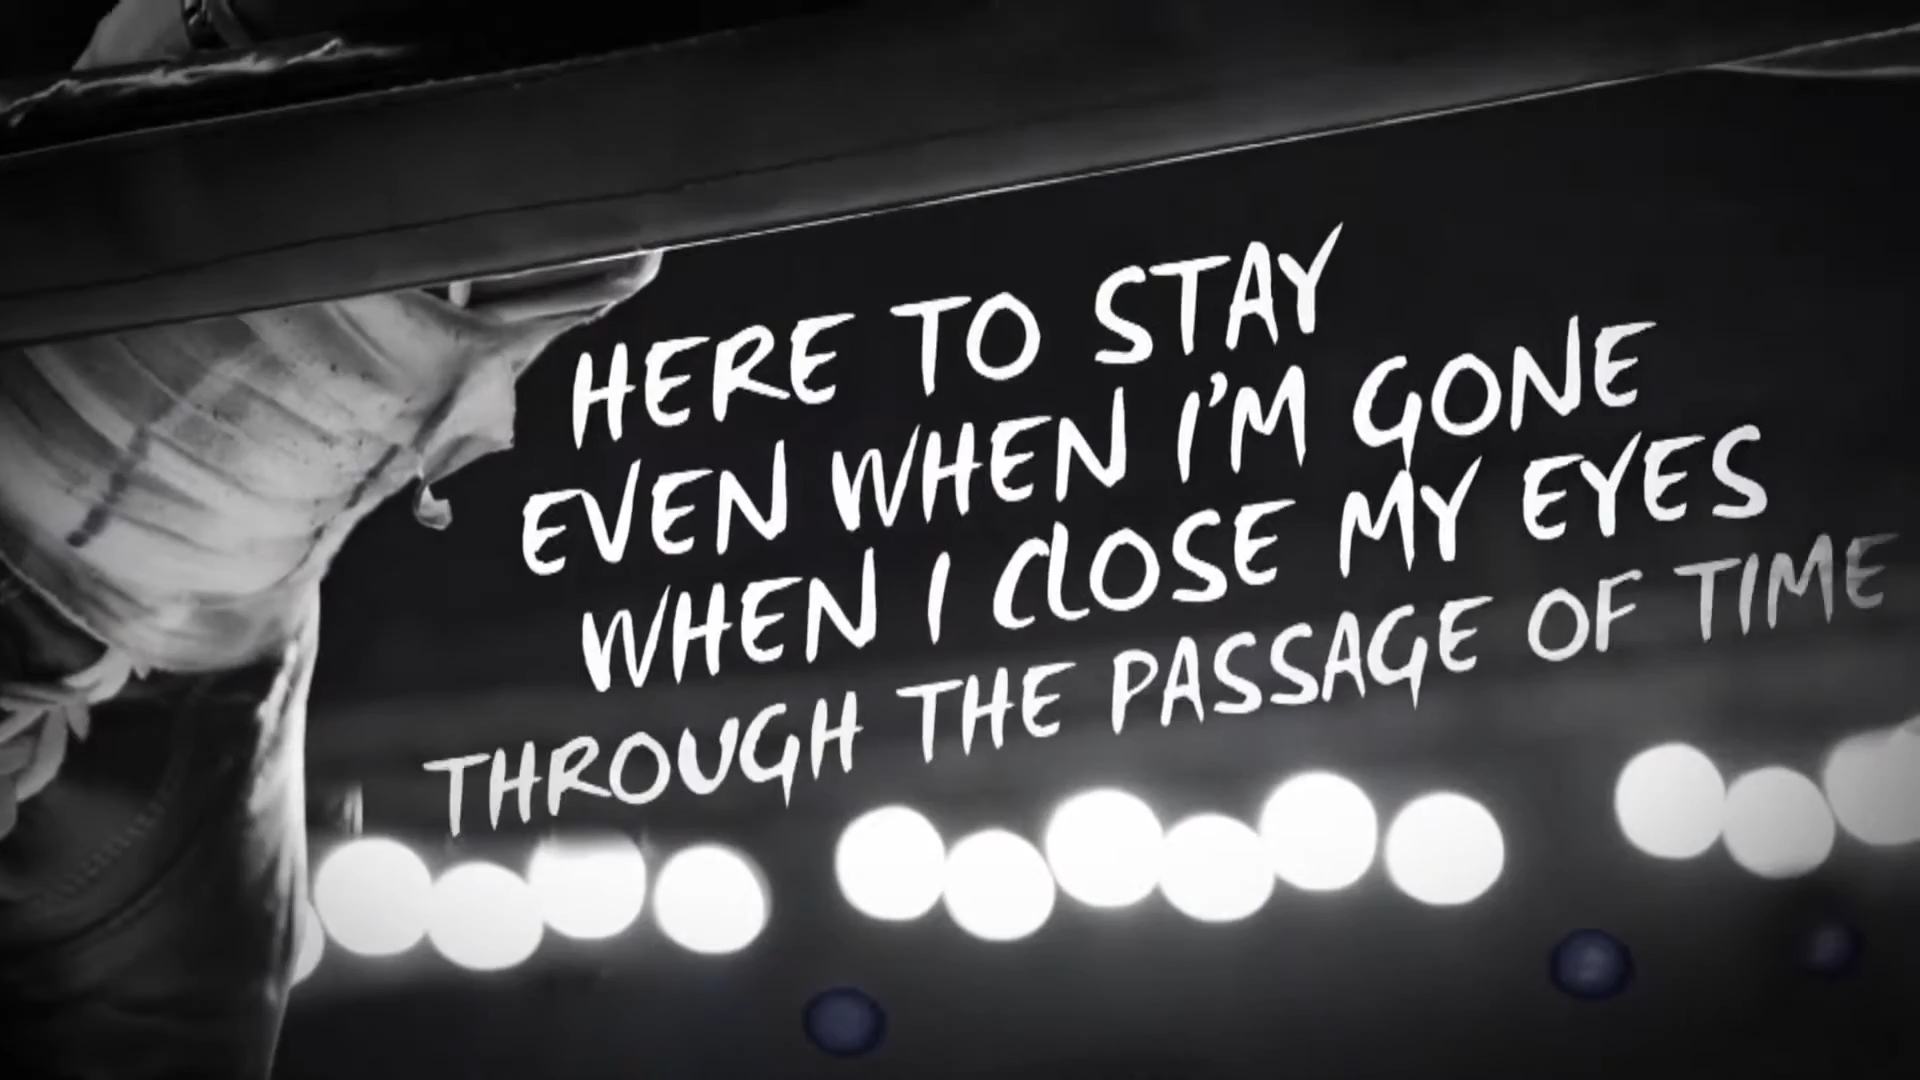 HERE TO STAY
EVEN WHEN I'M GONE
WHEN I CLOSE MY EYES
THROUGH THE PASSAGE OF TIME